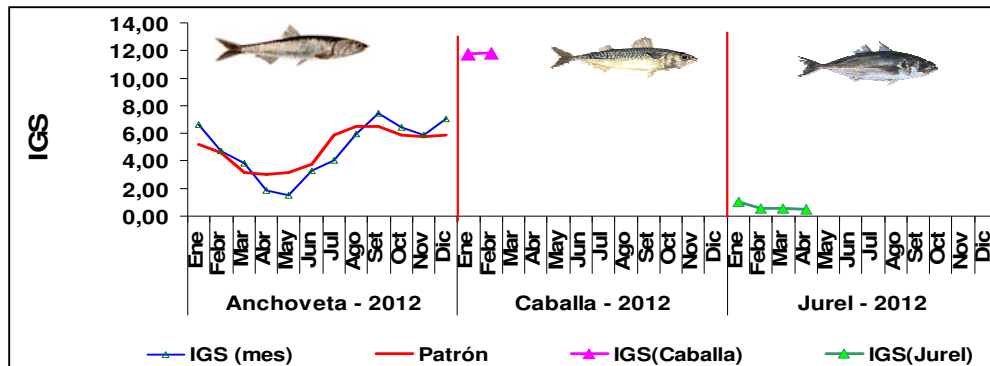 IGS
14,00
12,00
10,00
8,00
6,00
4,00
2,00
0,00
Ene Febr Mar Abr May Jun Jul Ago Set Oct Nov Dic Ene Febr Mar Abr May Jun Jul Ago Set Oct Nov Dic Ene Febr Mar Abr May Jun Jul Ago Set Oct Nov Dic
Anchoveta - 2012 Caballa - 2012 Jurel - 2012
IGS (mes) Patrón IGS(Caballa) IGS(Jurel)